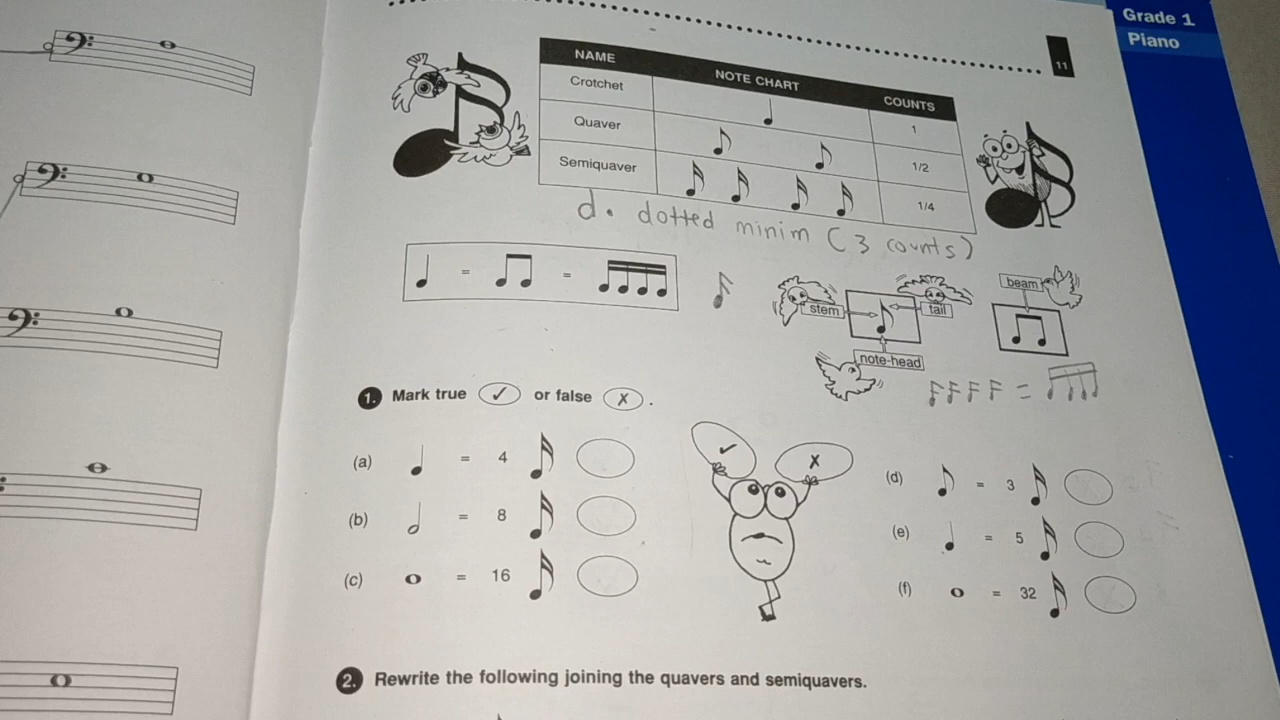 Grade 1
Piano
11
NAME NOTE CHART COUNTS
Crotchet 1
Quaver 1/2
Semiquaver 1/4
d. dotted minim (3 counts)
= =
stem tail beam
note-head
=
1. Mark true ✓ or false ✗ .
(a) = 4
(b) = 8
(c) = 16
✓ ✗
(d) = 3
(e) = 5
(f) = 32
2. Rewrite the following joining the quavers and semiquavers.